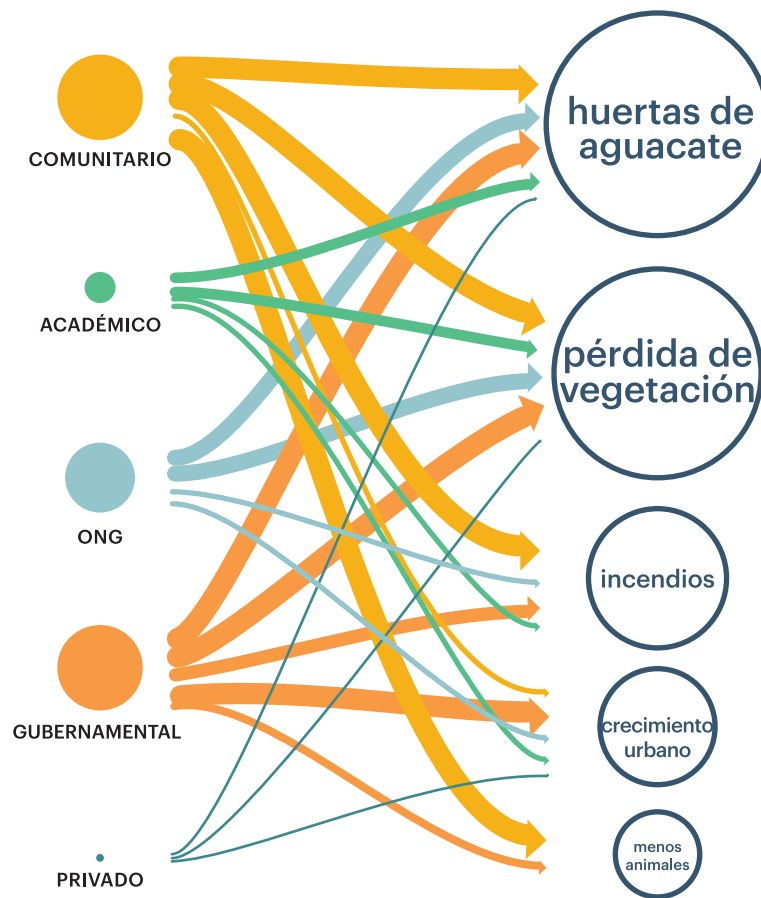 COMUNITARIO
ACADÉMICO
ONG
GUBERNAMENTAL
PRIVADO
huertas de
aguacate
pérdida de
vegetación
incendios
crecimiento
urbano
menos
animales